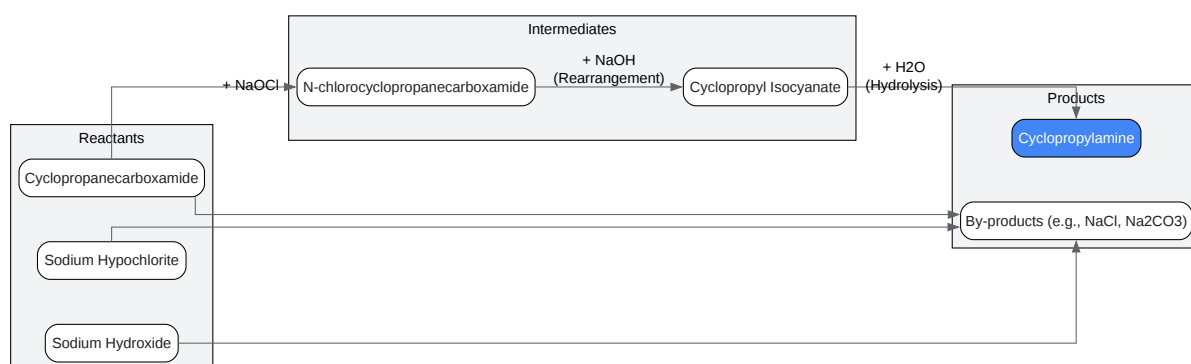 Intermediates
+ NaOH
(Rearrangement)
+ H2O
(Hydrolysis)
+ NaOCl
N-chlorocyclopropanecarboxamide
Cyclopropyl Isocyanate
Products
Cyclopropylamine
Reactants
Cyclopropanecarboxamide
By-products (e.g., NaCl, Na2CO3)
Sodium Hypochlorite
Sodium Hydroxide